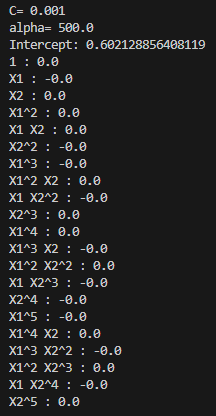 C= 0.001
alpha= 500.0
Intercept: 0.602128856408119
1 : 0.0
X1 : -0.0
X2 : 0.0
X1^2 : 0.0
X1 X2 : 0.0
X2^2 : -0.0
X1^3 : -0.0
X1^2 X2 : 0.0
X1 X2^2 : -0.0
X2^3 : 0.0
X1^4 : 0.0
X1^3 X2 : -0.0
X1^2 X2^2 : 0.0
X1 X2^3 : -0.0
X2^4 : -0.0
X1^5 : -0.0
X1^4 X2 : 0.0
X1^3 X2^2 : -0.0
X1^2 X2^3 : 0.0
X1 X2^4 : -0.0
X2^5 : 0.0